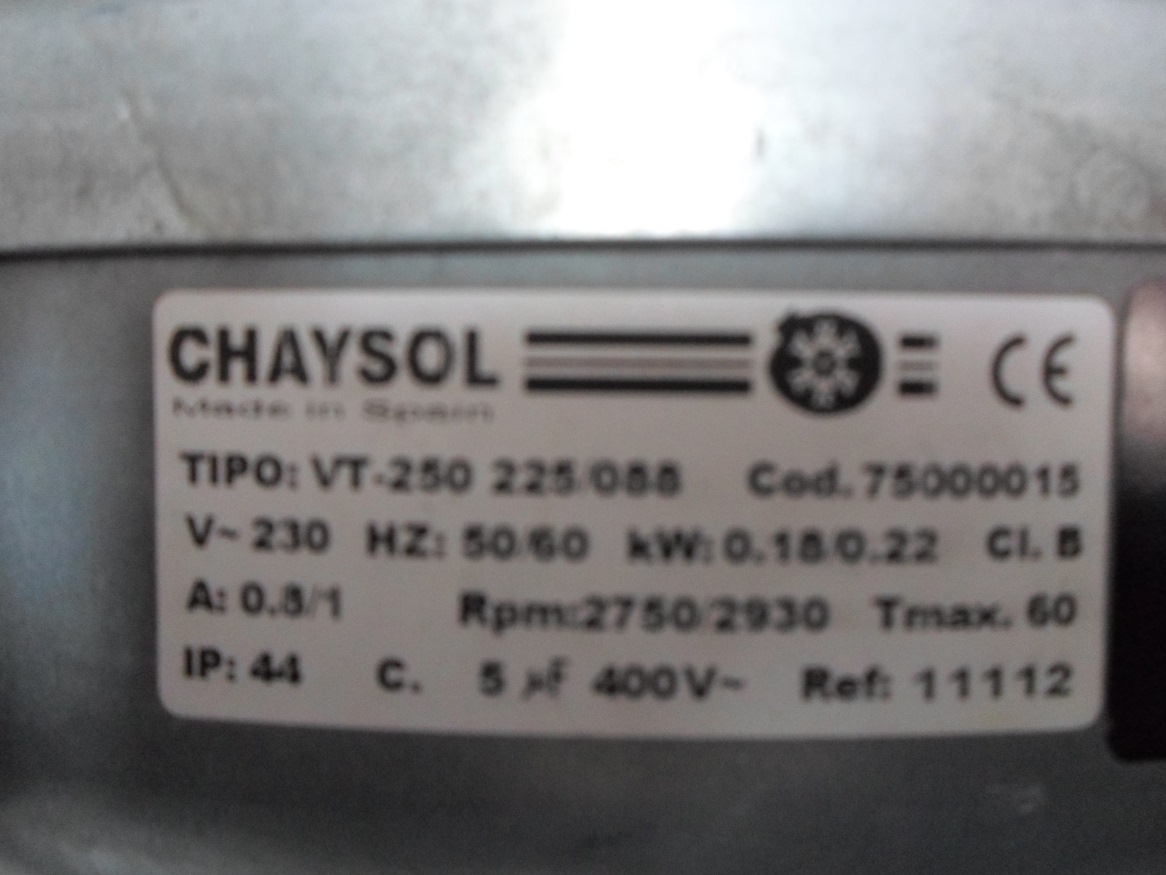 CHAYSOL CE
Made in Spain
TIPO: VT-250 225/088 Cod. 75000015
V~ 230 HZ: 50/60 kW: 0.18/0.22 Cl. B
A: 0.8/1 Rpm:2750/2930 Tmax. 60
IP: 44 C. 5 µF 400V~ Ref: 11112